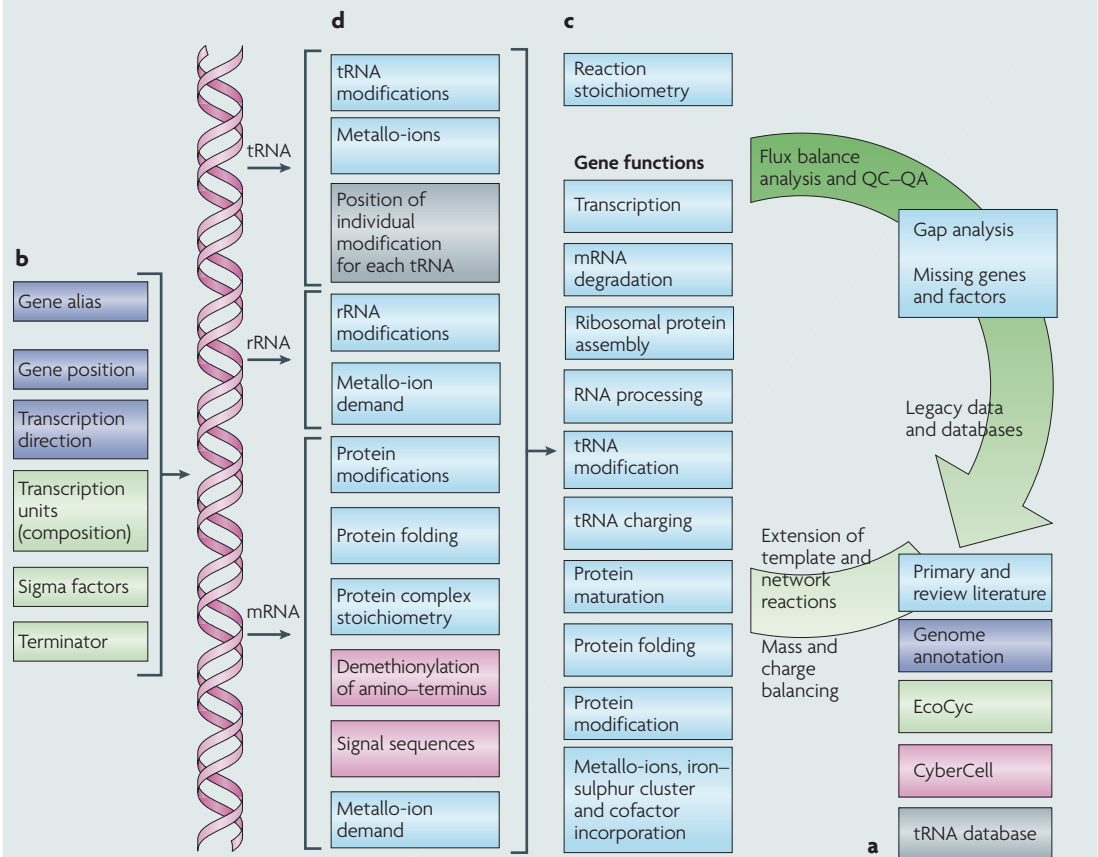 b
Gene alias
Gene position
Transcription
direction
Transcription
units
(composition)
Sigma factors
Terminator
tRNA
rRNA
mRNA
d
tRNA
modifications
Metallo-ions
Position of
individual
modification
for each tRNA
rRNA
modifications
Metallo-ion
demand
Protein
modifications
Protein folding
Protein complex
stoichiometry
Demethionylation
of amino–terminus
Signal sequences
Metallo-ion
demand
c
Reaction
stoichiometry
Gene functions
Transcription
mRNA
degradation
Ribosomal protein
assembly
RNA processing
tRNA
modification
tRNA charging
Protein
maturation
Protein folding
Protein
modification
Metallo-ions, iron–
sulphur cluster
and cofactor
incorporation
Flux balance
analysis and QC–QA
Gap analysis
Missing genes
and factors
Legacy data
and databases
Extension of
template and
network
reactions
Mass and
charge
balancing
Primary and
review literature
Genome
annotation
EcoCyc
CyberCell
tRNA database
a